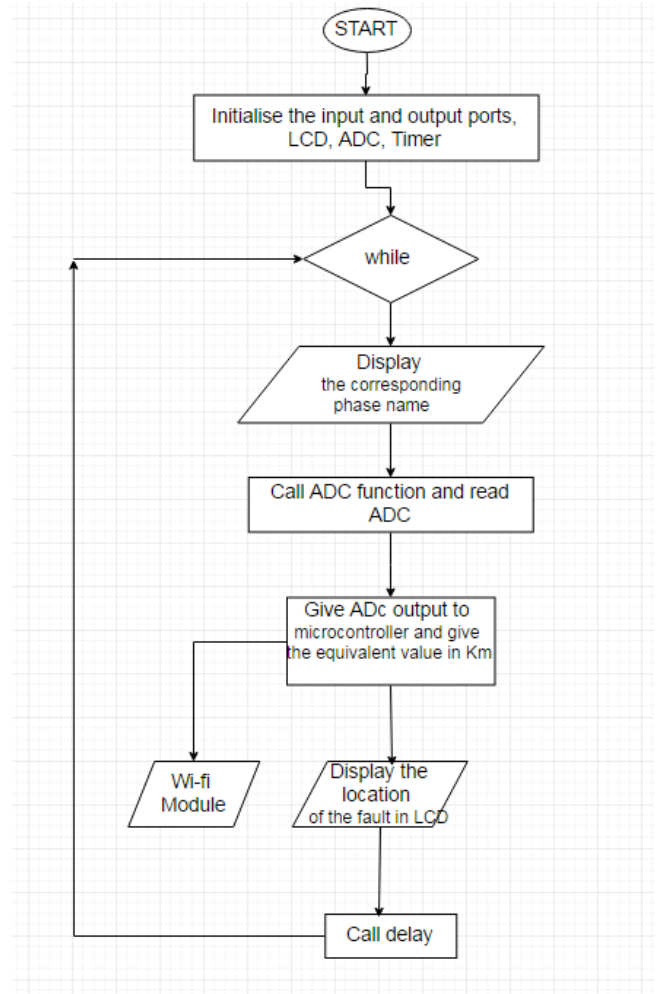 START
Initialise the input and output ports,
LCD, ADC, Timer
while
Display
the corresponding
phase name
Call ADC function and read
ADC
Give ADc output to
microcontroller and give
the equivalent value in Km
Wi-fi
Module
Display the
location
of the fault in LCD
Call delay